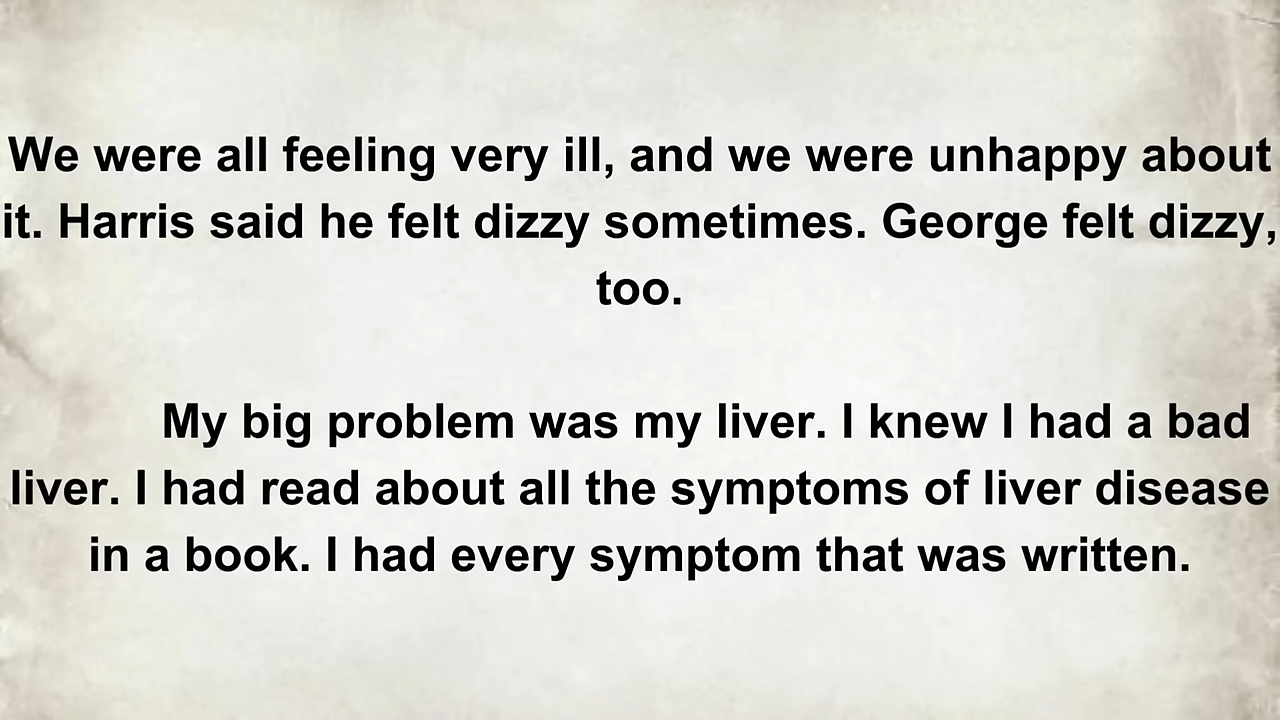 We were all feeling very ill, and we were unhappy about
it. Harris said he felt dizzy sometimes. George felt dizzy,
too.
My big problem was my liver. I knew I had a bad
liver. I had read about all the symptoms of liver disease
in a book. I had every symptom that was written.